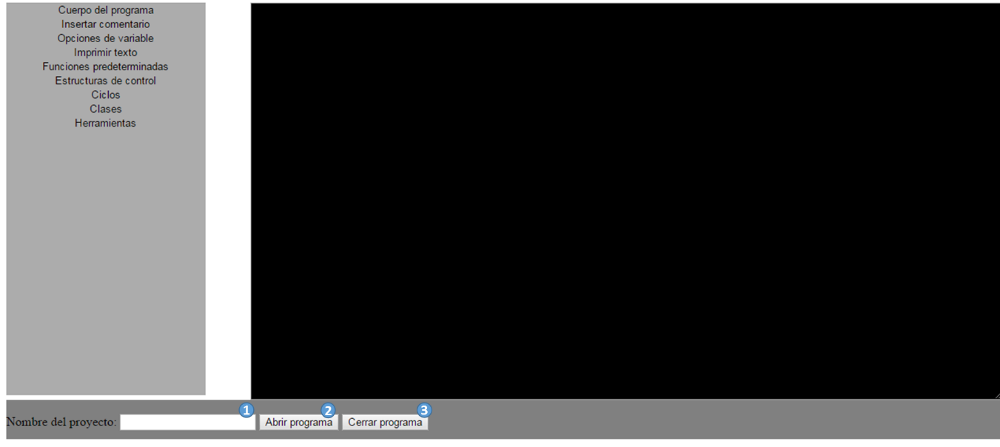 Cuerpo del programa
Insertar comentario
Opciones de variable
Imprimir texto
Funciones predeterminadas
Estructuras de control
Ciclos
Clases
Herramientas
1 2 3
Nombre del proyecto: Abrir programa Cerrar programa